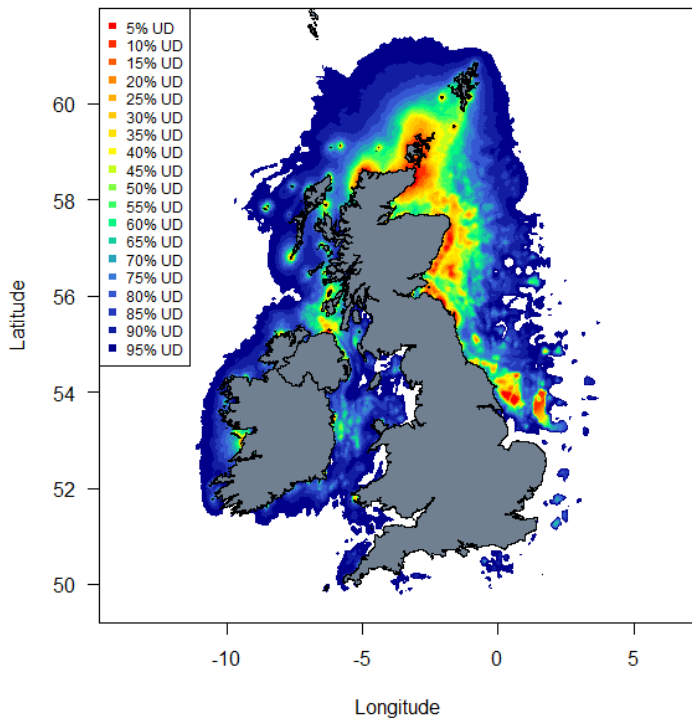 5% UD
10% UD
15% UD
20% UD
25% UD
30% UD
35% UD
40% UD
45% UD
50% UD
55% UD
60% UD
65% UD
70% UD
75% UD
80% UD
85% UD
90% UD
95% UD
60
58
56
54
52
50
Latitude
-10 -5 0 5
Longitude